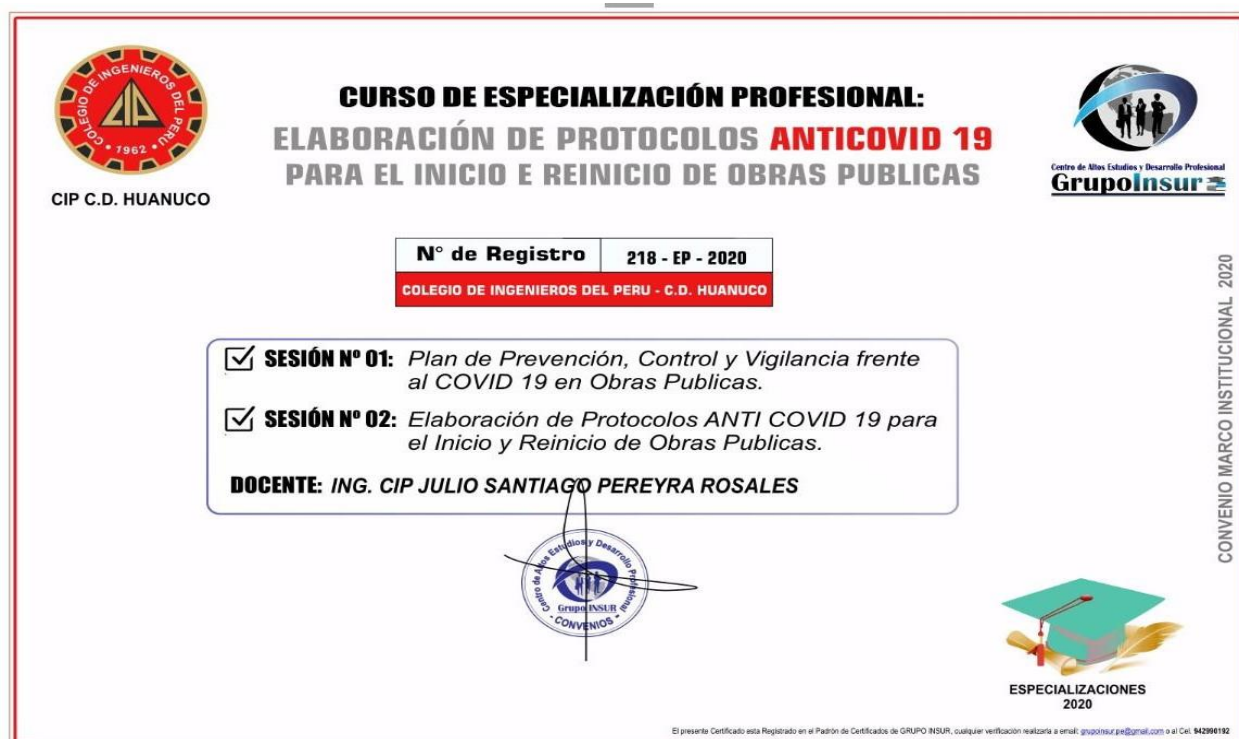 COLEGIO DE INGENIEROS DEL PERU
CIP
• 1962 •
CIP C.D. HUANUCO
CURSO DE ESPECIALIZACIÓN PROFESIONAL:
ELABORACIÓN DE PROTOCOLOS ANTICOVID 19
PARA EL INICIO E REINICIO DE OBRAS PUBLICAS
Centro de Altos Estudios y Desarrollo Profesional
GrupoInsur
N° de Registro 218 - EP - 2020
COLEGIO DE INGENIEROS DEL PERU - C.D. HUANUCO
SESIÓN Nº 01: Plan de Prevención, Control y Vigilancia frente
al COVID 19 en Obras Publicas.
SESIÓN Nº 02: Elaboración de Protocolos ANTI COVID 19 para
el Inicio y Reinicio de Obras Publicas.
DOCENTE: ING. CIP JULIO SANTIAGO PEREYRA ROSALES
Centro de Altos Estudios y Desarrollo Profesional
Grupo INSUR
- CONVENIOS -
CONVENIO MARCO INSTITUCIONAL 2020
ESPECIALIZACIONES
2020
El presente Certificado esta Registrado en el Padrón de Certificados de GRUPO INSUR, cualquier verificación realizarla a email: grupoinsur.pe@gmail.com o al Cel. 942990192